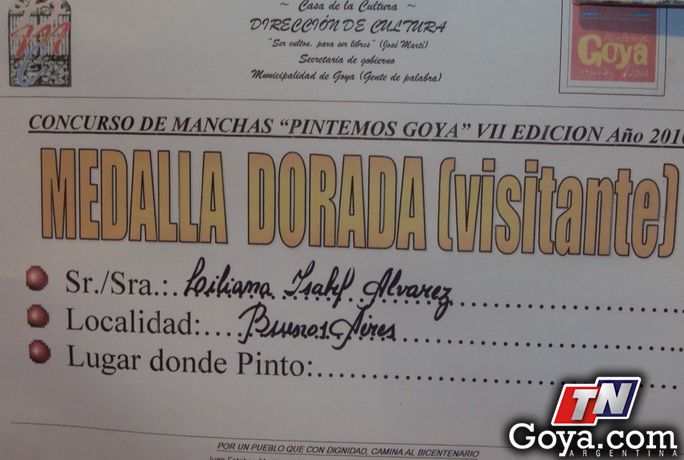 ~ Casa de la Cultura ~
DIRECCIÓN DE CULTURA
"Ser cultos, para ser libres" (José Martí)
Secretaria de gobierno
Municipalidad de Goya (Gente de palabra)
Goya
CONCURSO DE MANCHAS "PINTEMOS GOYA" VII EDICION Año 2010
MEDALLA DORADA (visitante)
Sr./Sra.:. Liliana Isabel Alvarez
Localidad:.... Buenos Aires
Lugar donde Pinto:
POR UN PUEBLO QUE CON DIGNIDAD, CAMINA AL BICENTENARIO
TN
Goya.com
ARGENTINA